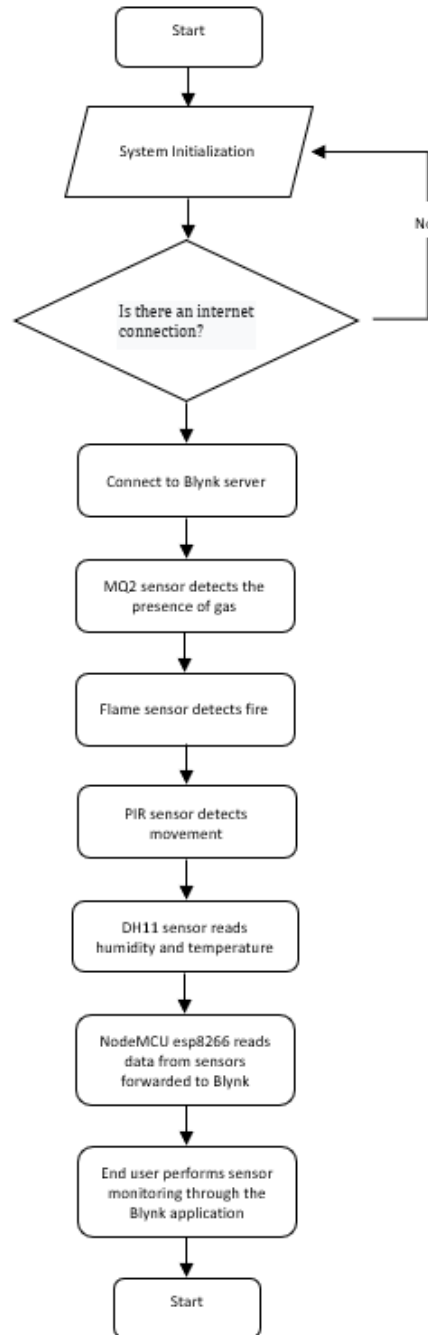 Start
System Initialization
No
Is there an internet
connection?
Connect to Blynk server
MQ2 sensor detects the
presence of gas
Flame sensor detects fire
PIR sensor detects
movement
DH11 sensor reads
humidity and temperature
NodeMCU esp8266 reads
data from sensors
forwarded to Blynk
End user performs sensor
monitoring through the
Blynk application
Start